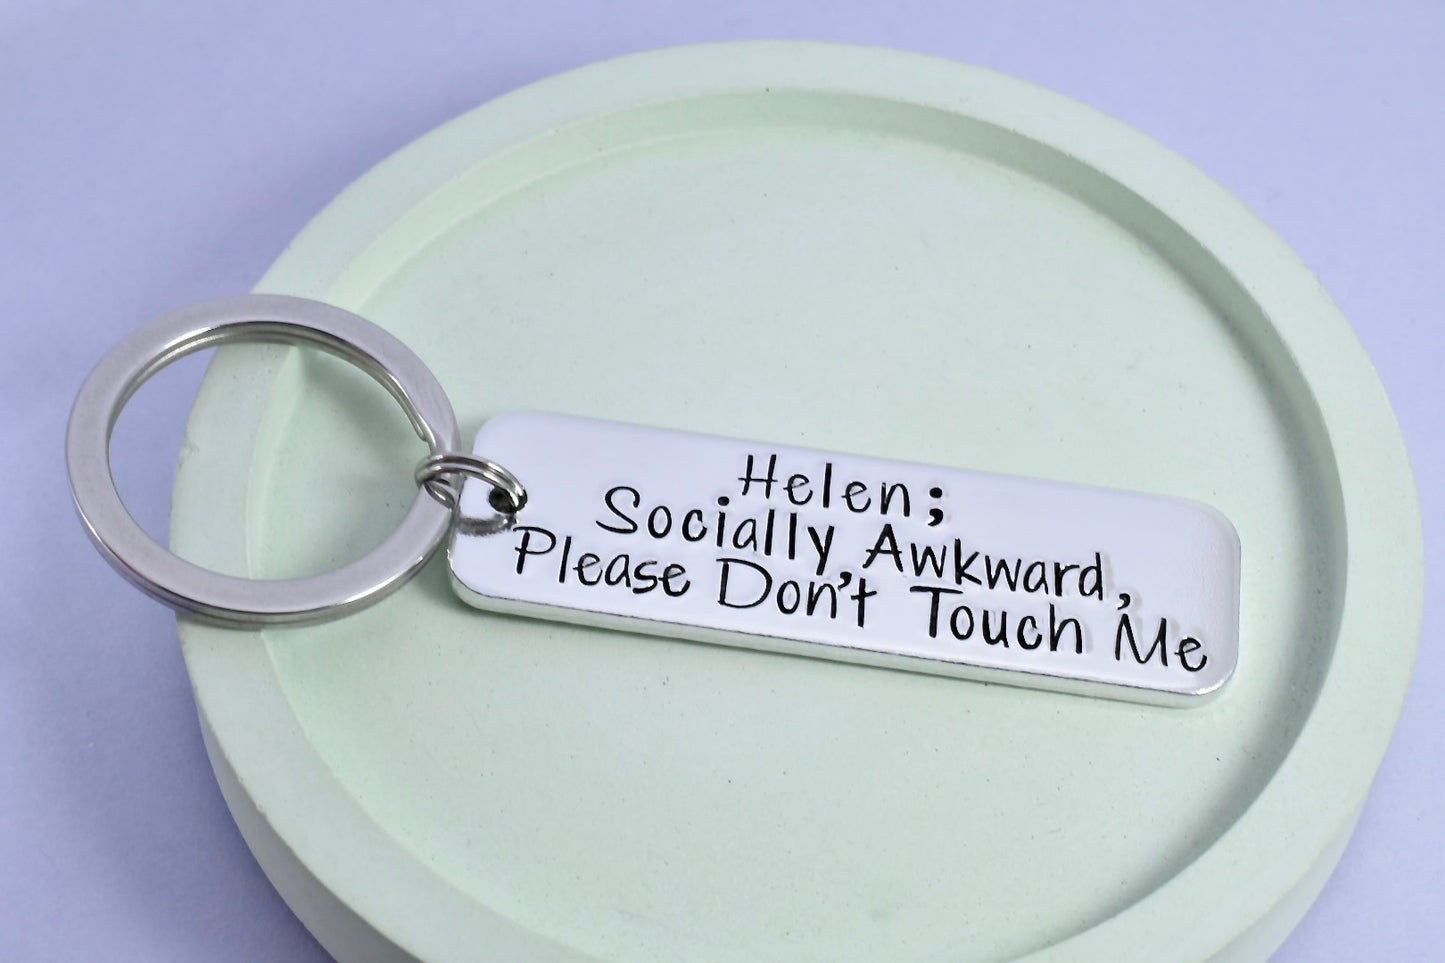 Helen;
Socially Awkward,
Please Don't Touch Me